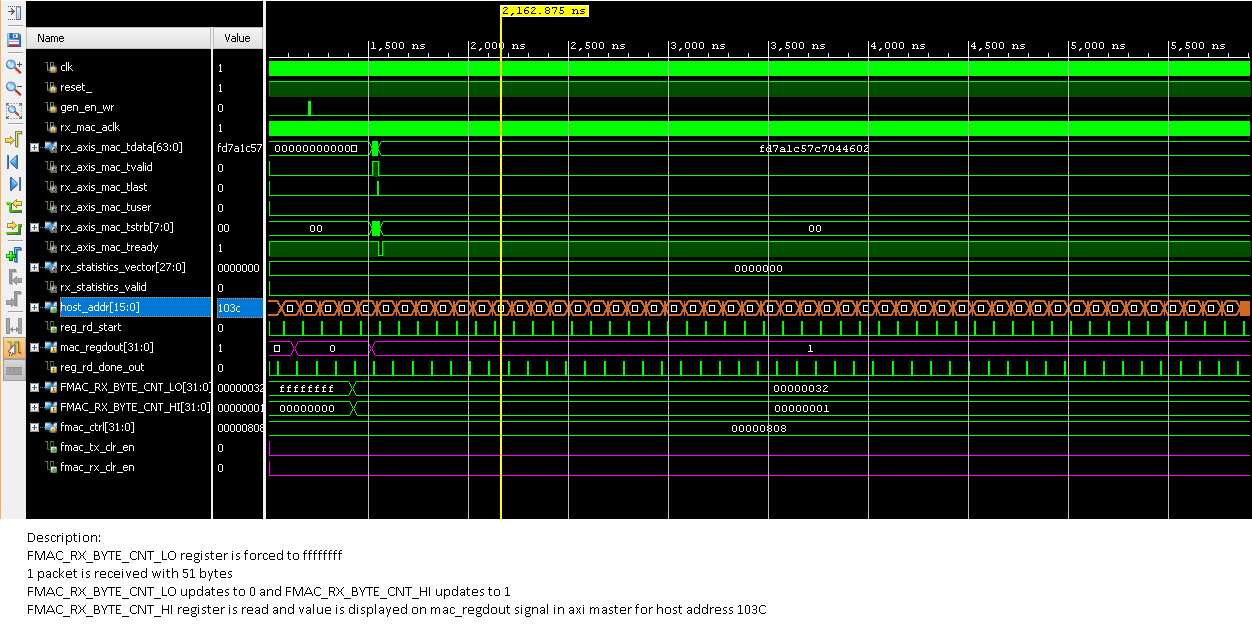 2,162.875 ns
Name Value
1,500 ns 2,000 ns 2,500 ns 3,000 ns 3,500 ns 4,000 ns 4,500 ns 5,000 ns 5,500 ns
clk 1
reset_ 1
gen_en_wr 0
rx_mac_aclk 1
rx_axis_mac_tdata[63:0] fd7a1c57 00000000000 fd7a1c57c7044602
rx_axis_mac_tvalid 0
rx_axis_mac_tlast 0
rx_axis_mac_tuser 0
rx_axis_mac_tstrb[7:0] 00 00 00
rx_axis_mac_tready 1
rx_statistics_vector[27:0] 0000000 0000000
rx_statistics_valid 0
host_addr[15:0] 103c
reg_rd_start 0
mac_regdout[31:0] 1 0 1
reg_rd_done_out 0
FMAC_RX_BYTE_CNT_LO[31:0] 00000032 ffffffff 00000032
FMAC_RX_BYTE_CNT_HI[31:0] 00000001 00000000 00000001
fmac_ctrl[31:0] 00000808 00000808
fmac_tx_clr_en 0
fmac_rx_clr_en 0
Description:
FMAC_RX_BYTE_CNT_LO register is forced to ffffffff
1 packet is received with 51 bytes
FMAC_RX_BYTE_CNT_LO updates to 0 and FMAC_RX_BYTE_CNT_HI updates to 1
FMAC_RX_BYTE_CNT_HI register is read and value is displayed on mac_regdout signal in axi master for host address 103C